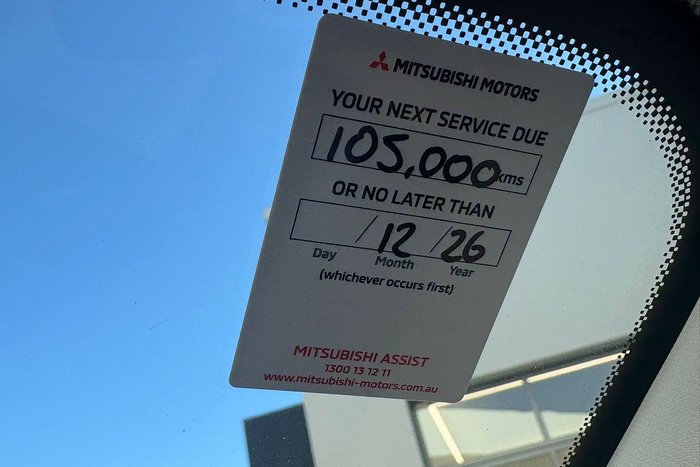 MITSUBISHI MOTORS
YOUR NEXT SERVICE DUE
105,000 kms
OR NO LATER THAN
/ 12 / 26
Day Month Year
(whichever occurs first)
MITSUBISHI ASSIST
1300 13 12 11
www.mitsubishi-motors.com.au